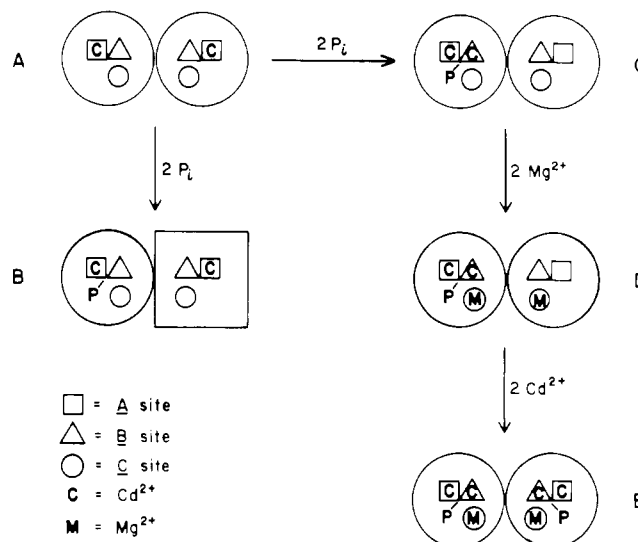 A
C C
2 Pᵢ
C C
P
C
2 Pᵢ
2 Mg²⁺
B
C C
P
C C
P
M M
D
2 Cd²⁺
□ = A site
△ = B site
○ = C site
C = Cd²⁺
M = Mg²⁺
C C C C
P M M P
E